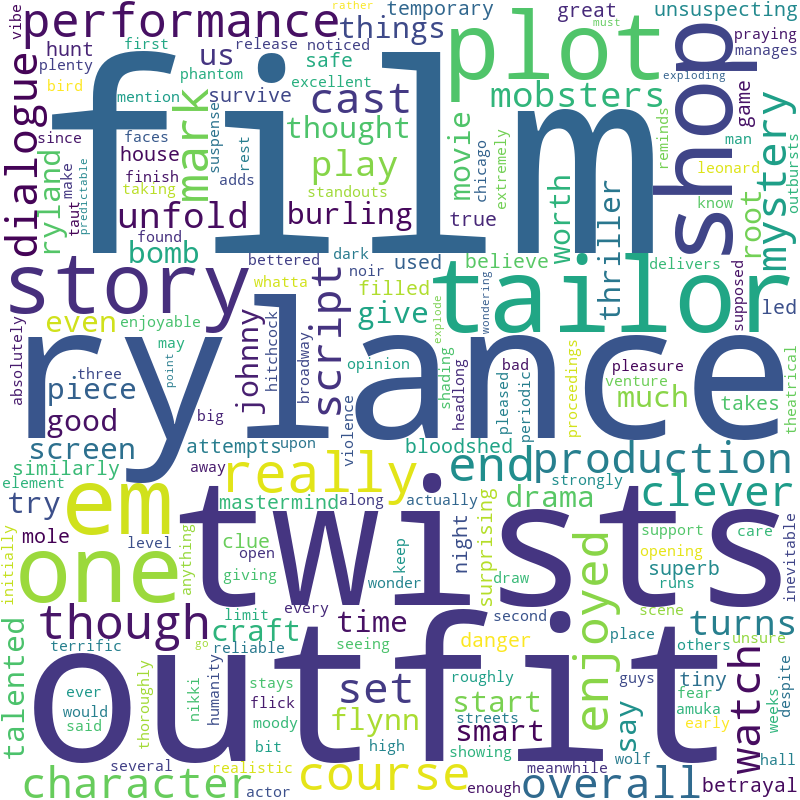 film
rylance
twists
outfit
tailor
plot
shop
story
em
one
performance
things
us
cast
mark
dialogue
ryland
vibe
hunt
plenty
bird
mention
first
since
make
taut
predictable
faces
house
finish
taking
found
adds
rest
suspense
phantom
release
noticed
rather
temporary
safe
excellent
survive
thought
play
standouts
movie
chicago
extremely
true
burling
unfold
bomb
great
unsuspecting
mobsters
must
exploding
praying
manages
game
man
leonard
know
reminds
outbursts
mystery
root
worth
thriller
supposed
led
delivers
believe
used
bettered
dark
noir
whatta
filled
give
script
hitchcock
broadway
johnny
even
enjoyable
may
three
point
absolutely
piece
big
good
screen
opinion
violence
attempts
upon
away
similarly
element
try
mole
level
initially
anything
really
mastermind
along
actually
clue
open
giving
keep
wonder
every
limit
bloodshed
shading
explode
headlong
wondering
pleased
bad
periodic
proceedings
pleasure
venture
much
takes
theatrical
end
production
strongly
clever
drama
night
surprising
draw
support
care
opening
superb
runs
inevitable
though
craft
time
reliable
seeing
second
danger
place
scene
others
unsure
turns
enjoyed
talented
terrific
ever
would
said
thoroughly
nikki
go
humanity
stays
flick
moody
bit
set
flynn
high
streets
roughly
start
smart
showing
guys
say
tiny
fear
amuka
early
weeks
despite
watch
wolf
hall
character
several
realistic
actor
course
enough
meanwhile
overall
betrayal